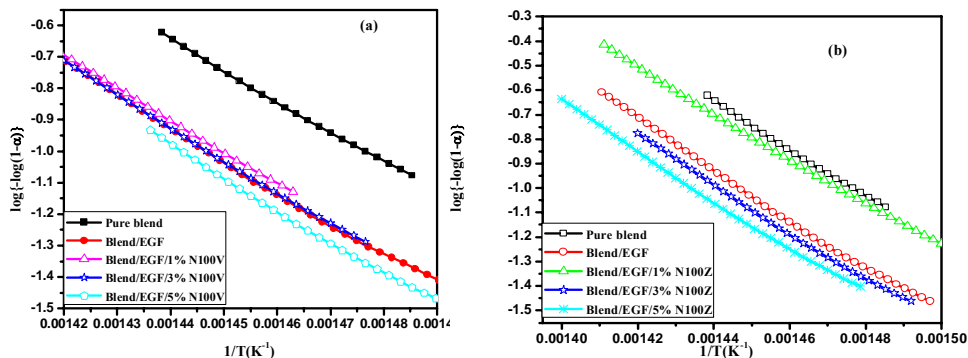 (a)
log{-log(1-α)}
-0.6
-0.7
-0.8
-0.9
-1.0
-1.1
-1.2
-1.3
-1.4
-1.5
Pure blend
Blend/EGF
Blend/EGF/1% N100V
Blend/EGF/3% N100V
Blend/EGF/5% N100V
0.00142 0.00143 0.00144 0.00145 0.00146 0.00147 0.0014
1/T(K-1)
(b)
log{-log(1-α)}
-0.3
-0.4
-0.5
-0.6
-0.7
-0.8
-0.9
-1.0
-1.1
-1.2
-1.3
-1.4
-1.5
Pure blend
Blend/EGF
Blend/EGF/1% N100Z
Blend/EGF/3% N100Z
Blend/EGF/5% N100Z
0.00140 0.00142 0.00144 0.00146 0.00148 0.00150
1/T(K-1)